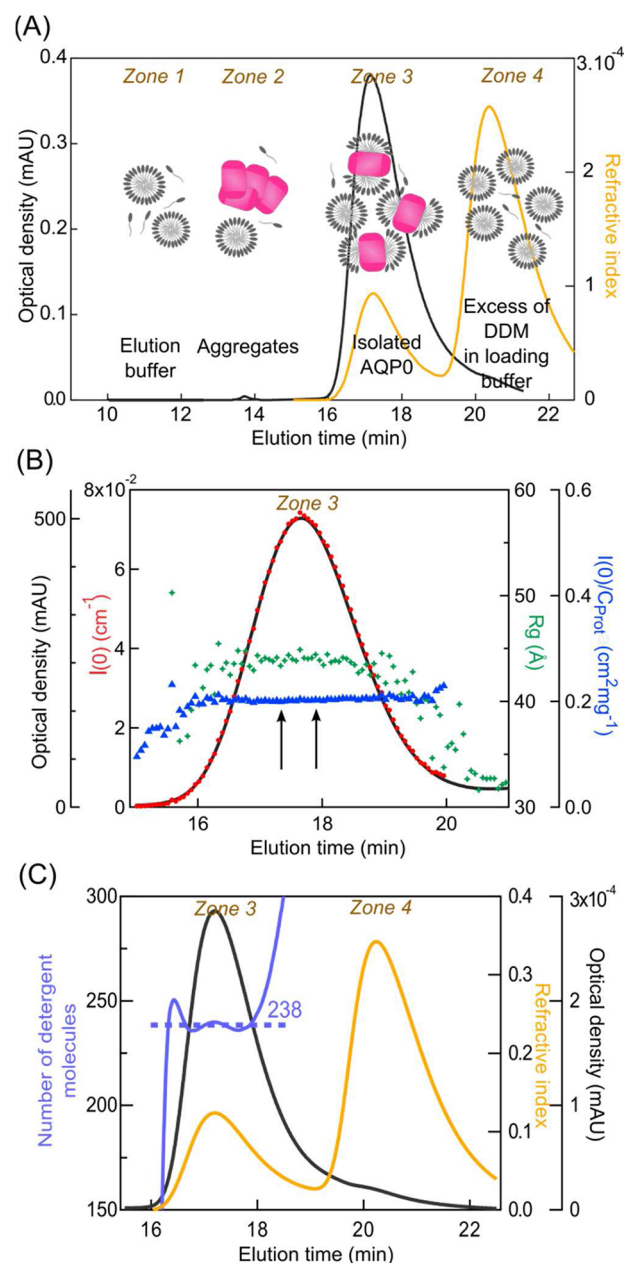 (A)
Zone 1 Zone 2 Zone 3 Zone 4
0.4
0.3
0.2
0.1
0.0
Optical density (mAU)
3.10-4
2
1
0
Refractive index
Elution
buffer
Aggregates
Isolated
AQP0
Excess of
DDM
in loading
buffer
10 12 14 16 18 20 22
Elution time (min)
(B)
Zone 3
500
0
Optical density (mAU)
8x10-2
6
4
2
0
I(0) (cm-1)
60
50
40
30
Rg (Å)
0.6
0.4
0.2
0.0
I(0)/CProt (cm2mg-1)
16 18 20
Elution time (min)
(C)
Zone 3 Zone 4
300
250
200
150
Number of detergent
molecules
238
0.4
0.3
0.2
0.1
0.0
Refractive index
3x10-4
2
1
0
Optical density (mAU)
16 18 20 22
Elution time (min)